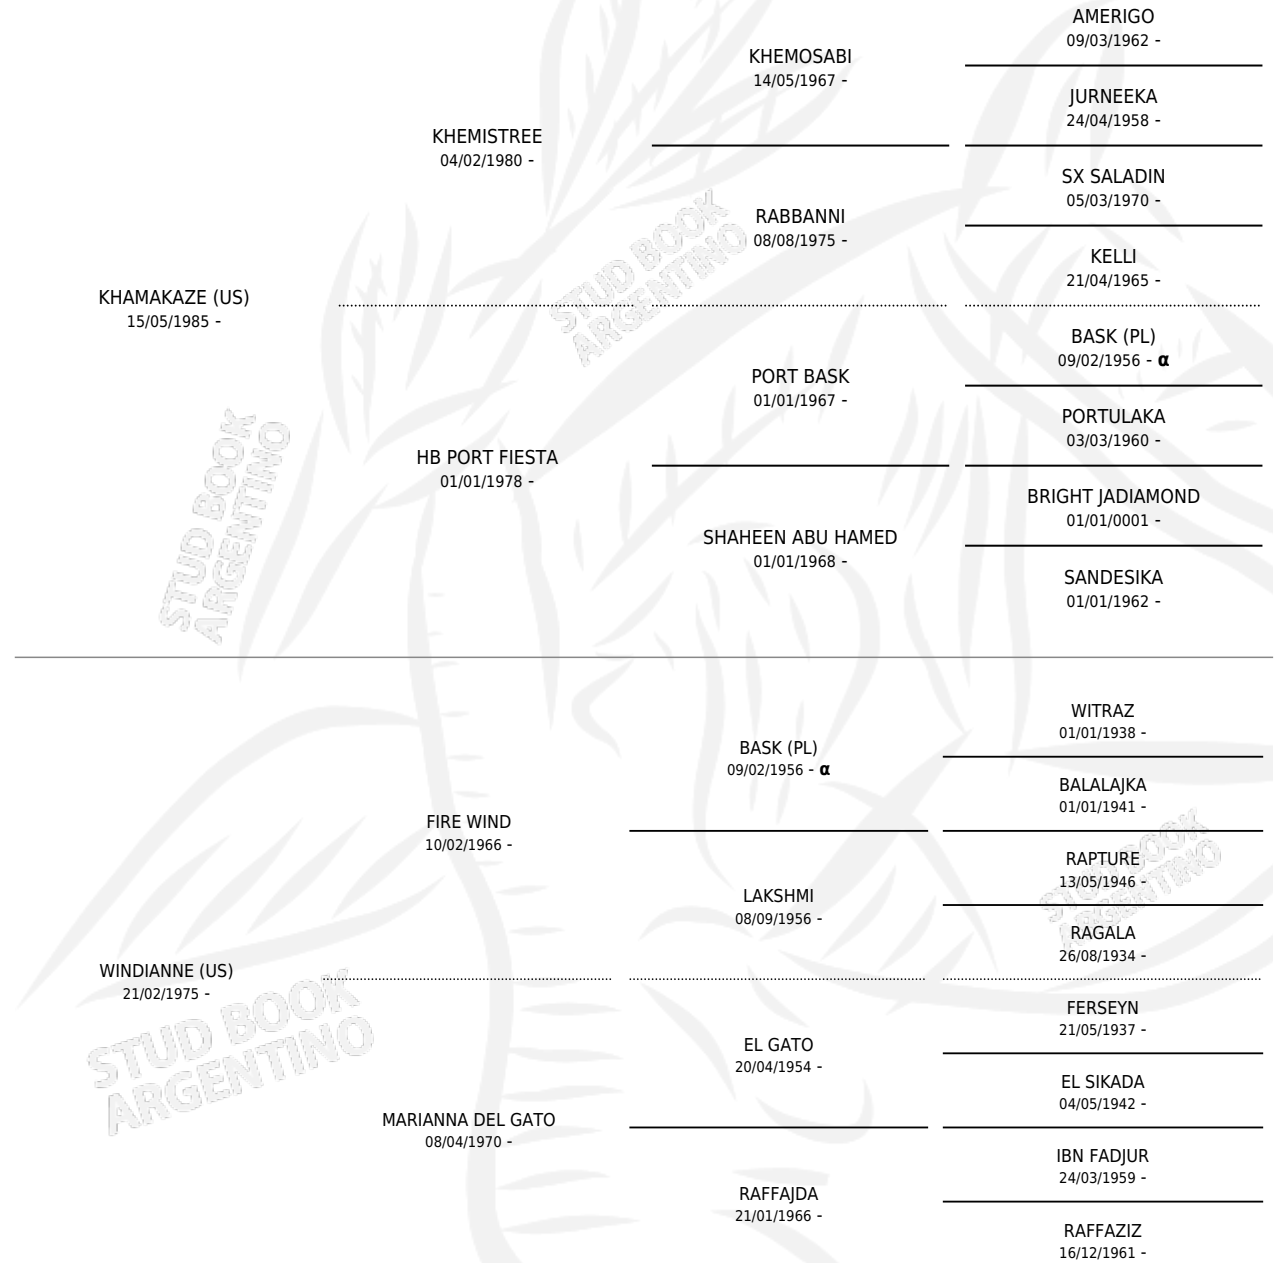 AMERIGO
09/03/1962 -
KHEMOSABI
14/05/1967 -
JURNEEKA
24/04/1958 -
KHEMISTREE
04/02/1980 -
SX SALADIN
05/03/1970 -
RABBANNI
08/08/1975 -
KELLI
21/04/1965 -
KHAMAKAZE (US)
15/05/1985 -
BASK (PL)
09/02/1956 - α
PORT BASK
01/01/1967 -
PORTULAKA
03/03/1960 -
HB PORT FIESTA
01/01/1978 -
BRIGHT JADIAMOND
01/01/0001 -
SHAHEEN ABU HAMED
01/01/1968 -
SANDESIKA
01/01/1962 -
STUD BOOK
ARGENTINO
STUD BOOK
ARGENTINO
WITRAZ
01/01/1938 -
BASK (PL)
09/02/1956 - α
BALALAJKA
01/01/1941 -
FIRE WIND
10/02/1966 -
RAPTURE
13/05/1946 -
LAKSHMI
08/09/1956 -
RAGALA
26/08/1934 -
STUD BOOK
ARGENTINO
WINDIANNE (US)
21/02/1975 -
FERSEYN
21/05/1937 -
EL GATO
20/04/1954 -
EL SIKADA
04/05/1942 -
STUD BOOK
ARGENTINO
MARIANNA DEL GATO
08/04/1970 -
IBN FADJUR
24/03/1959 -
RAFFAJDA
21/01/1966 -
RAFFAZIZ
16/12/1961 -